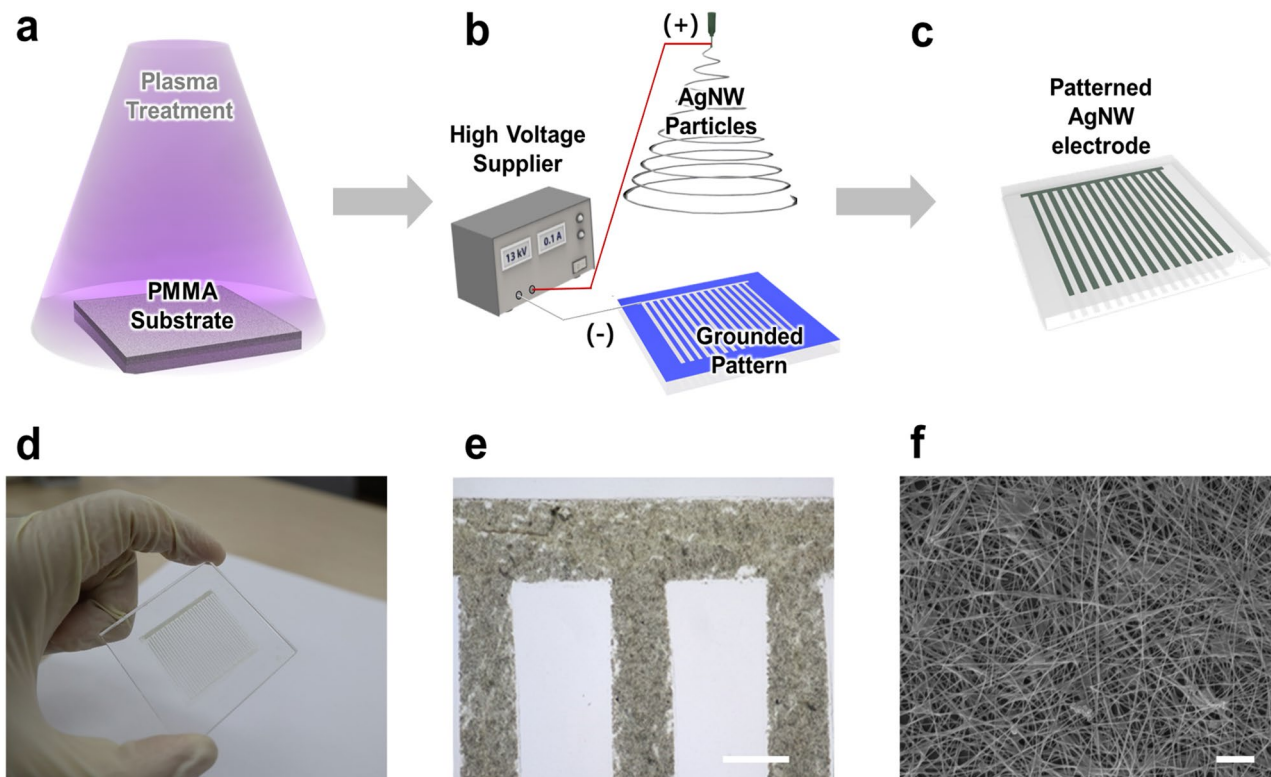 a
Plasma
Treatment
PMMA
Substrate
b
(+)
AgNW
Particles
High Voltage
Supplier
13 kV
0.1 A
(-)
Grounded
Pattern
c
Patterned
AgNW
electrode
d
e
f